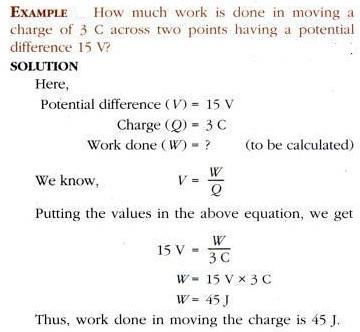 EXAMPLE How much work is done in moving a
charge of 3 C across two points having a potential
difference 15 V?
SOLUTION
Here,
Potential difference (V) = 15 V
Charge (Q) = 3 C
Work done (W) = ? (to be calculated)
We know, V = W/Q
Putting the values in the above equation, we get
15 V = W/3 C
W = 15 V × 3 C
W = 45 J
Thus, work done in moving the charge is 45 J.